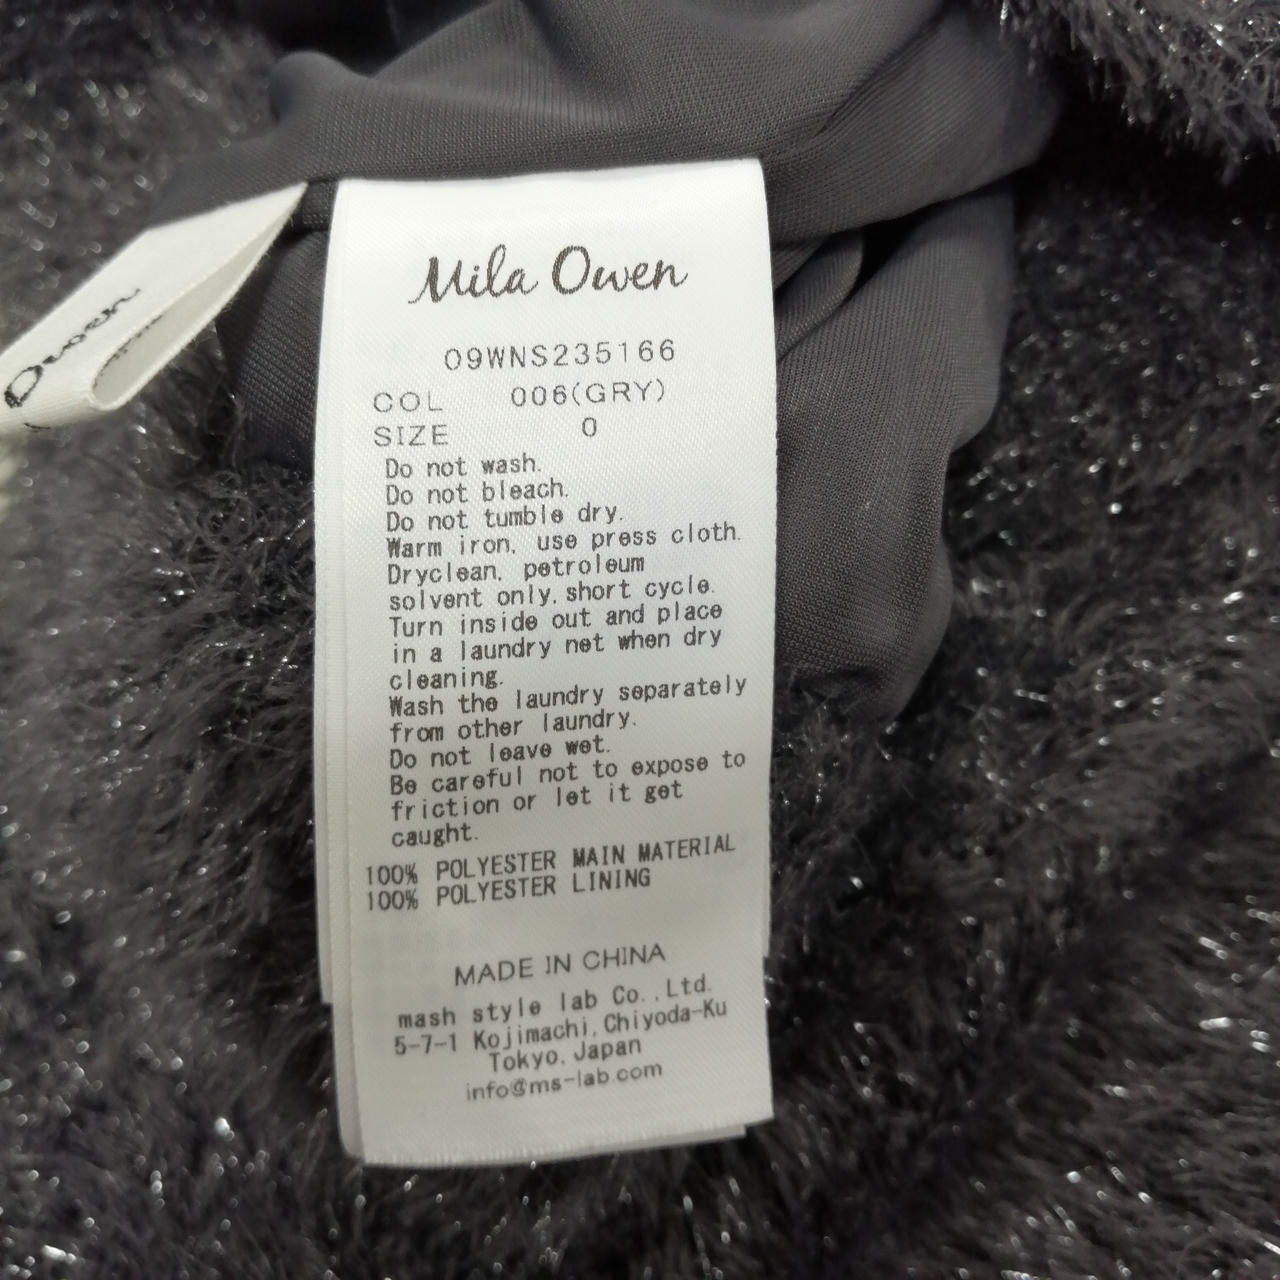 Mila Owen
09WNS235166
COL 006(GRY)
SIZE 0
Do not wash.
Do not bleach.
Do not tumble dry.
Warm iron, use press cloth.
Dryclean, petroleum
solvent only, short cycle.
Turn inside out and place
in a laundry net when dry
cleaning.
Wash the laundry separately
from other laundry.
Do not leave wet.
Be careful not to expose to
friction or let it get
caught.
100% POLYESTER MAIN MATERIAL
100% POLYESTER LINING
MADE IN CHINA
mash style lab Co.,Ltd.
5-7-1 Kojimachi,Chiyoda-Ku
Tokyo,Japan
info@ms-lab.com
Owen